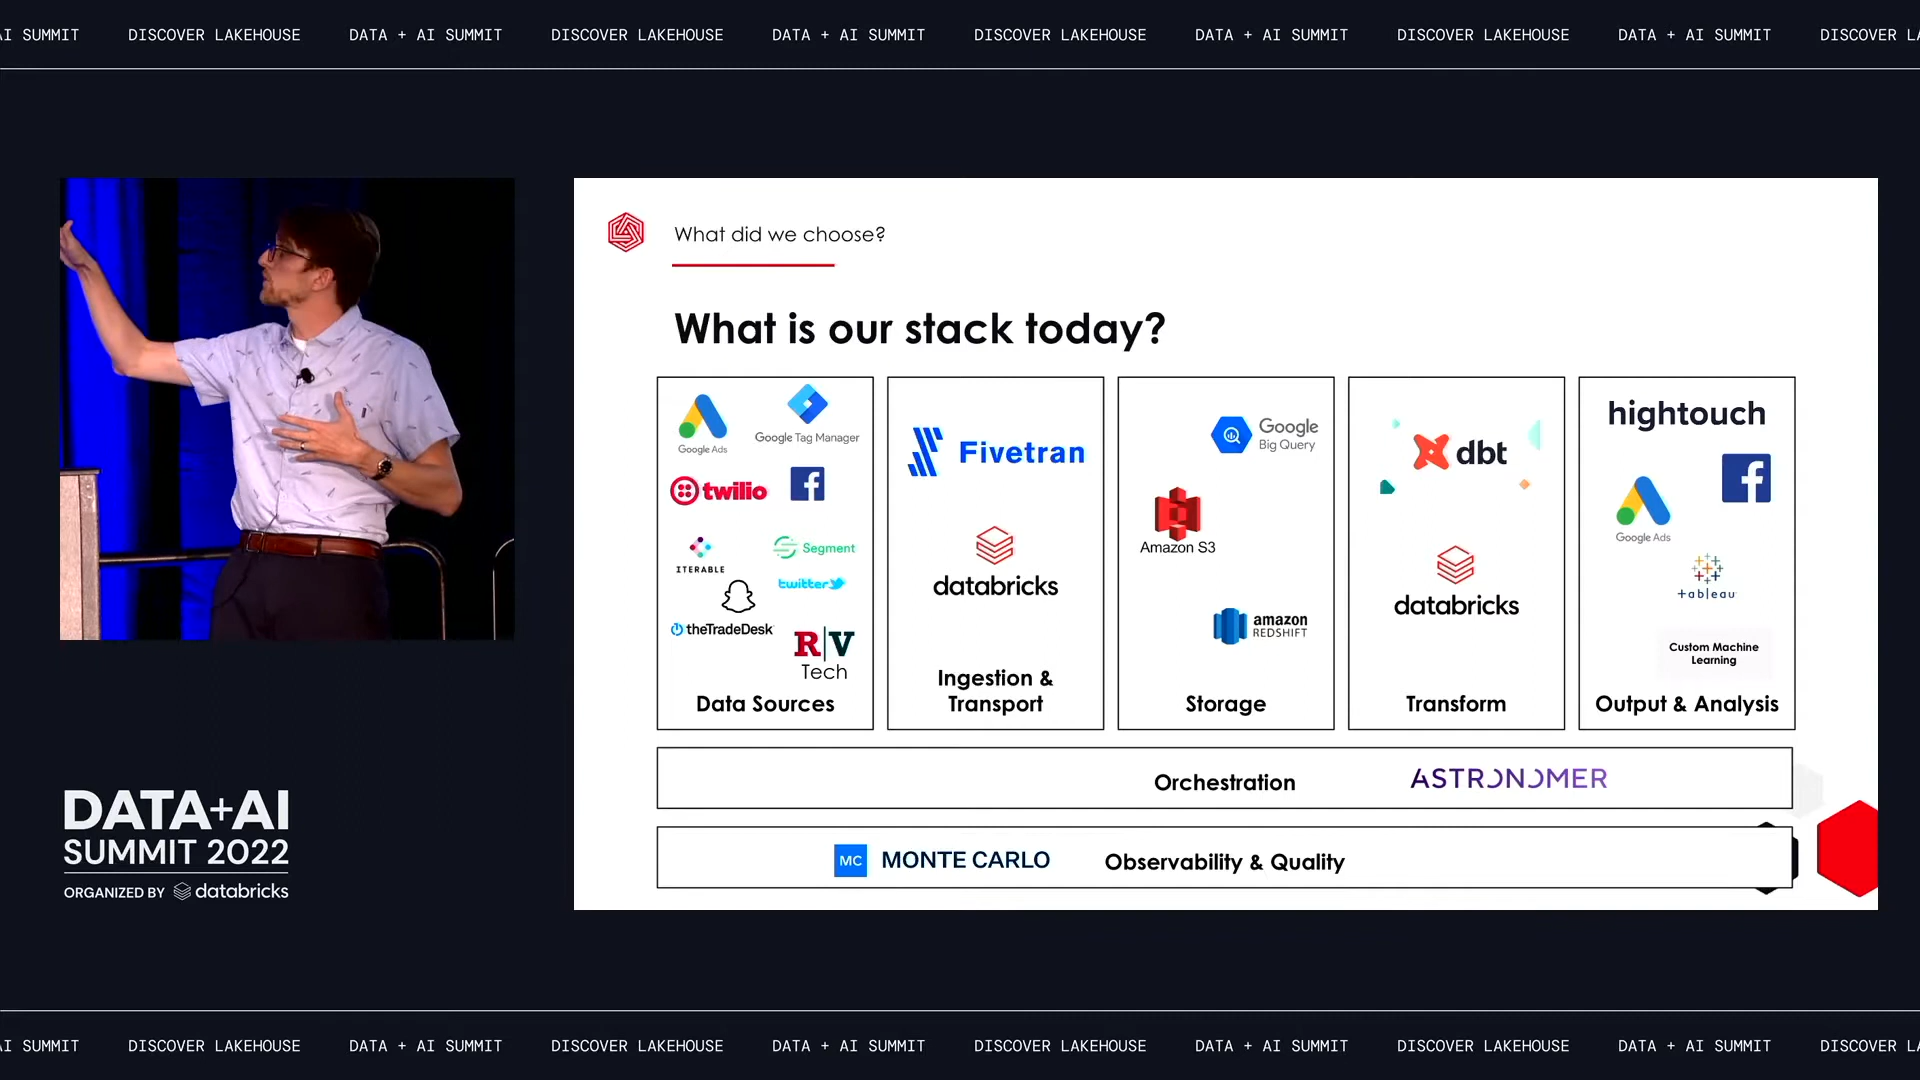 AI SUMMIT DISCOVER LAKEHOUSE DATA + AI SUMMIT DISCOVER LAKEHOUSE DATA + AI SUMMIT DISCOVER LAKEHOUSE DATA + AI SUMMIT DISCOVER LAKEHOUSE DATA + AI SUMMIT DISCOVER LA
What did we choose?
What is our stack today?
Google Ads
Google Tag Manager
twilio
ITERABLE
Segment
twitter
theTradeDesk
R|V
Tech
Data Sources
Fivetran
databricks
Ingestion &
Transport
Google
Big Query
Amazon S3
amazon
REDSHIFT
Storage
dbt
databricks
Transform
hightouch
Google Ads
+ableau
Custom Machine
Learning
Output & Analysis
Orchestration ASTRONOMER
MC MONTE CARLO Observability & Quality
DATA+AI
SUMMIT 2022
ORGANIZED BY databricks
AI SUMMIT DISCOVER LAKEHOUSE DATA + AI SUMMIT DISCOVER LAKEHOUSE DATA + AI SUMMIT DISCOVER LAKEHOUSE DATA + AI SUMMIT DISCOVER LAKEHOUSE DATA + AI SUMMIT DISCOVER LA